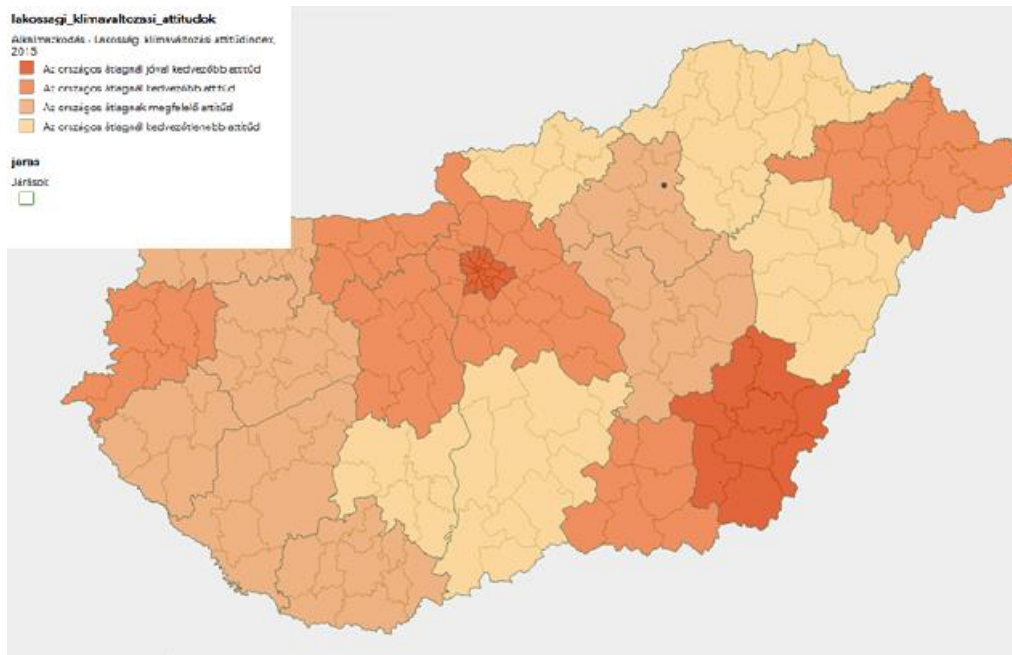 lakossagi_klimavaltozasi_attitudok
Alkalmazkodás - Lakosság klímaváltozási attitűdindex,
2015
Az országos átlagnál jóval kedvezőbb attitűd
Az országos átlagnál kedvezőbb attitűd
Az országos átlagnak megfelelő attitűd
Az országos átlagnál kedvezőtlenebb attitűd
jaras
Járások